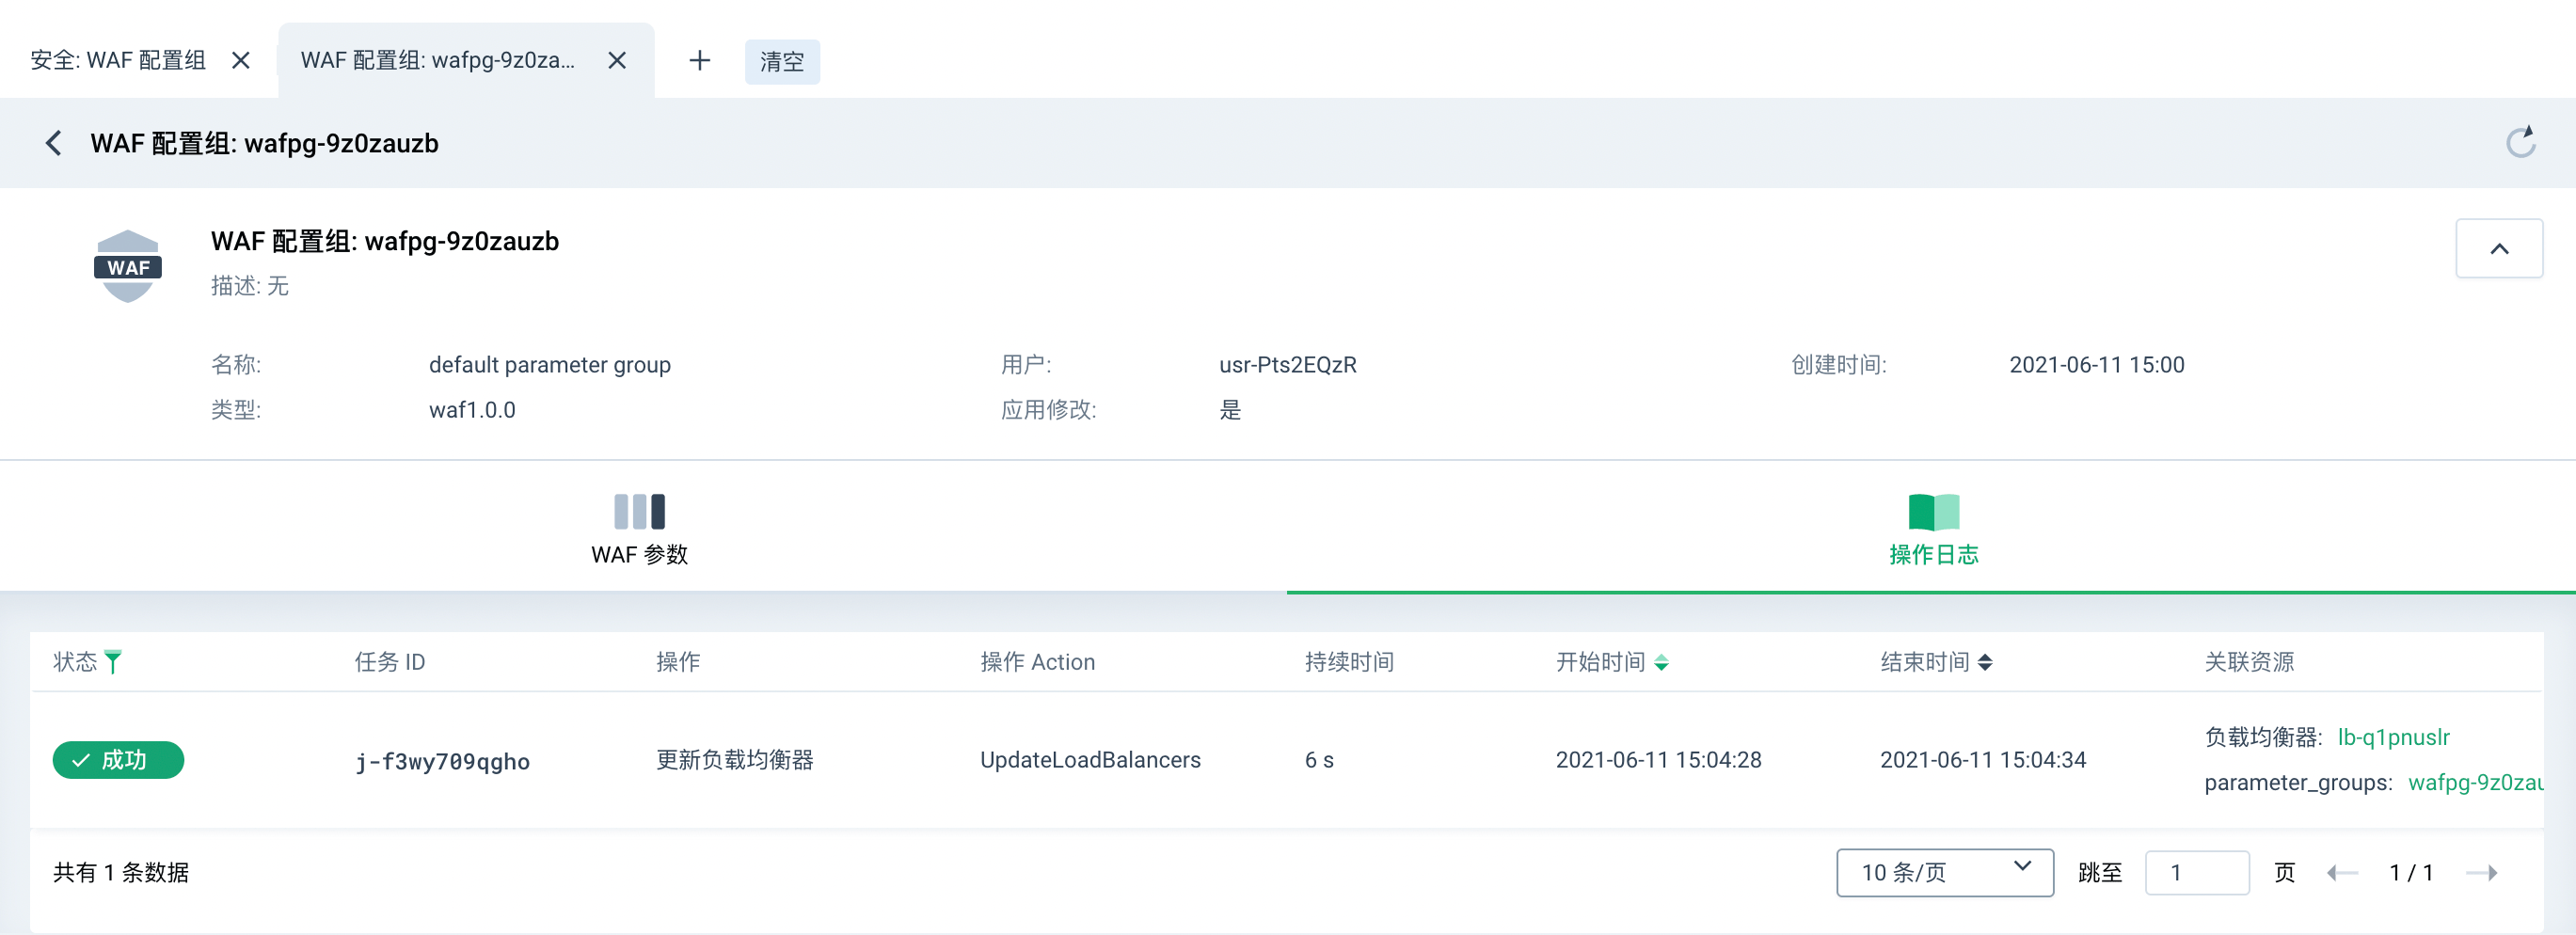 安全: WAF 配置组
WAF 配置组: wafpg-9z0za...
清空
WAF 配置组: wafpg-9z0zauzb
WAF
WAF 配置组: wafpg-9z0zauzb
描述: 无
名称: default parameter group 用户: usr-Pts2EQzR 创建时间: 2021-06-11 15:00
类型: waf1.0.0 应用修改: 是
WAF 参数 操作日志
状态 任务 ID 操作 操作 Action 持续时间 开始时间 结束时间 关联资源
成功 j-f3wy709qgho 更新负载均衡器 UpdateLoadBalancers 6 s 2021-06-11 15:04:28 2021-06-11 15:04:34 负载均衡器: lb-q1pnuslr
parameter_groups: wafpg-9z0zau
共有 1 条数据 10 条/页 跳至 1 页 1 / 1